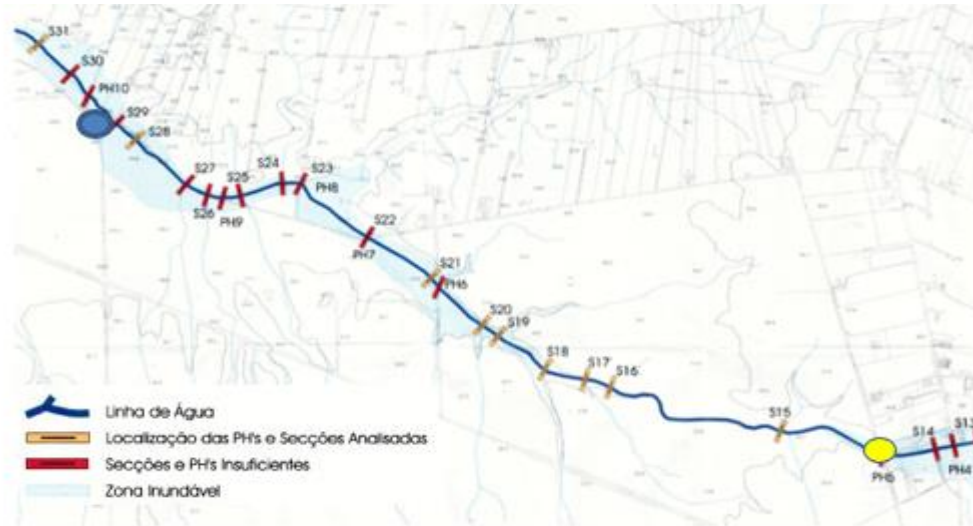 S31
S30
PH10
S29
S28
S27
S26
PH9
S25
S24
S23
PH8
S22
PH7
S21
PH6
S20
S19
S18
S17
S16
S15
PH5
S14
S13
PH4
Linha de Água
Localização das PH's e Secções Analisadas
Secções e PH's Insuficientes
Zona Inundável